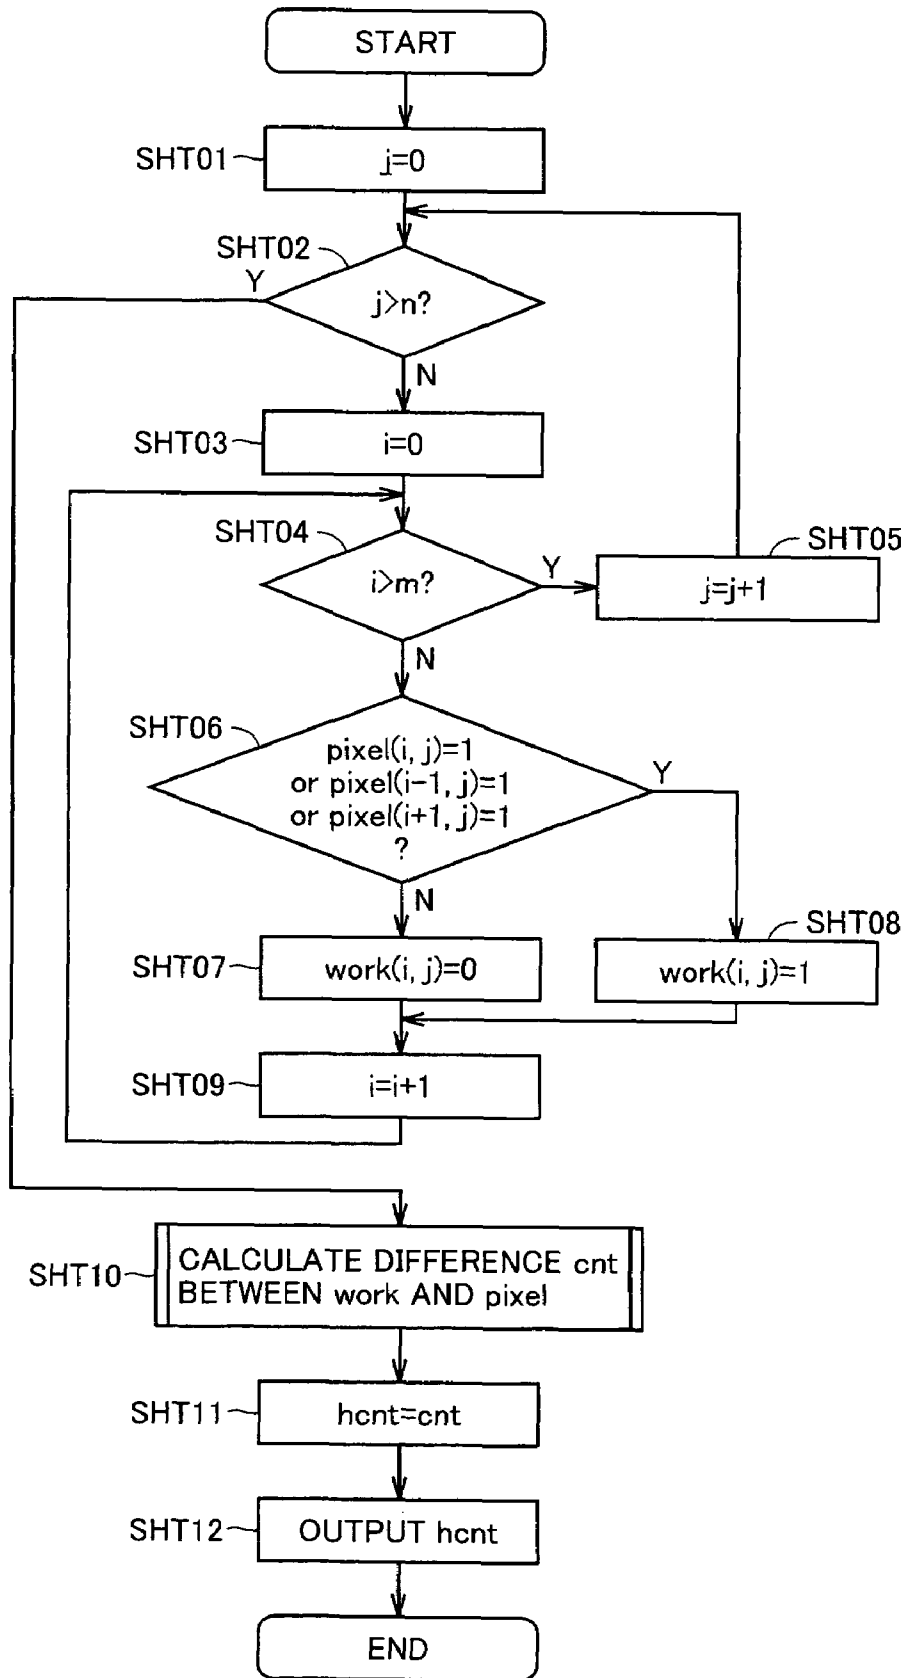 START
SHT01
j=0
SHT02
Y
j>n?
N
SHT03
i=0
SHT04
i>m?
Y
SHT05
j=j+1
N
SHT06
pixel(i, j)=1
or pixel(i-1, j)=1
or pixel(i+1, j)=1
?
Y
N
SHT07
work(i, j)=0
SHT08
work(i, j)=1
SHT09
i=i+1
SHT10
CALCULATE DIFFERENCE cnt
BETWEEN work AND pixel
SHT11
hcnt=cnt
SHT12
OUTPUT hcnt
END